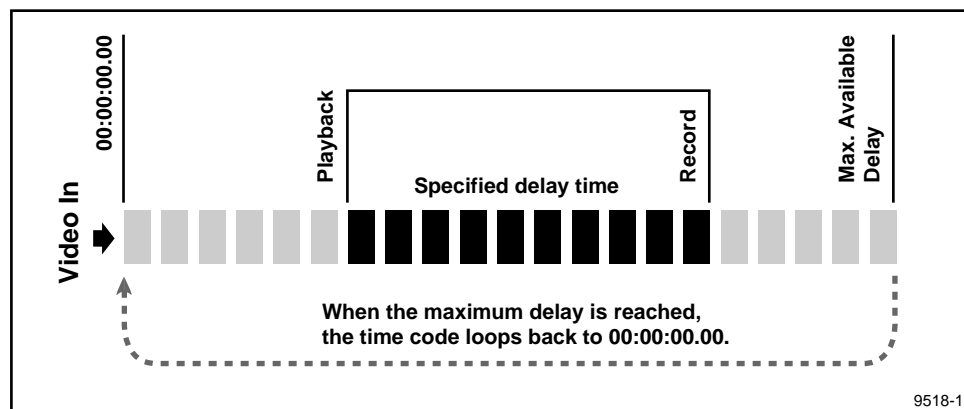 00:00:00.00
Playback
Record
Max. Available
Delay
Specified delay time
Video In
When the maximum delay is reached,
the time code loops back to 00:00:00.00.
9518-1